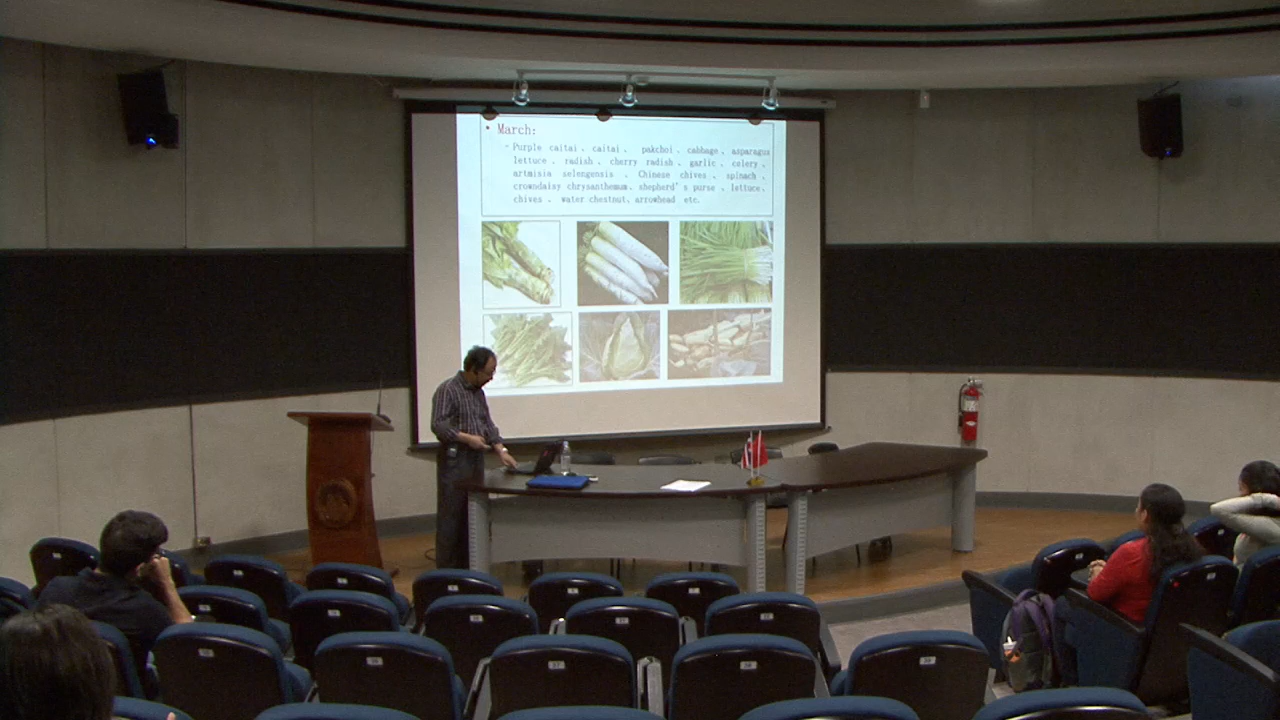 • March:
- Purple caitai 、 caitai 、 pakchoi 、 cabbage 、 asparagus
lettuce 、 radish 、 cherry radish 、 garlic 、 celery 、
artmisia selengensis 、 Chinese chives 、 spinach 、
crowndaisy chrysanthemum、 shepherd's purse 、 lettuce、
chives 、 water chestnut、 arrowhead etc.